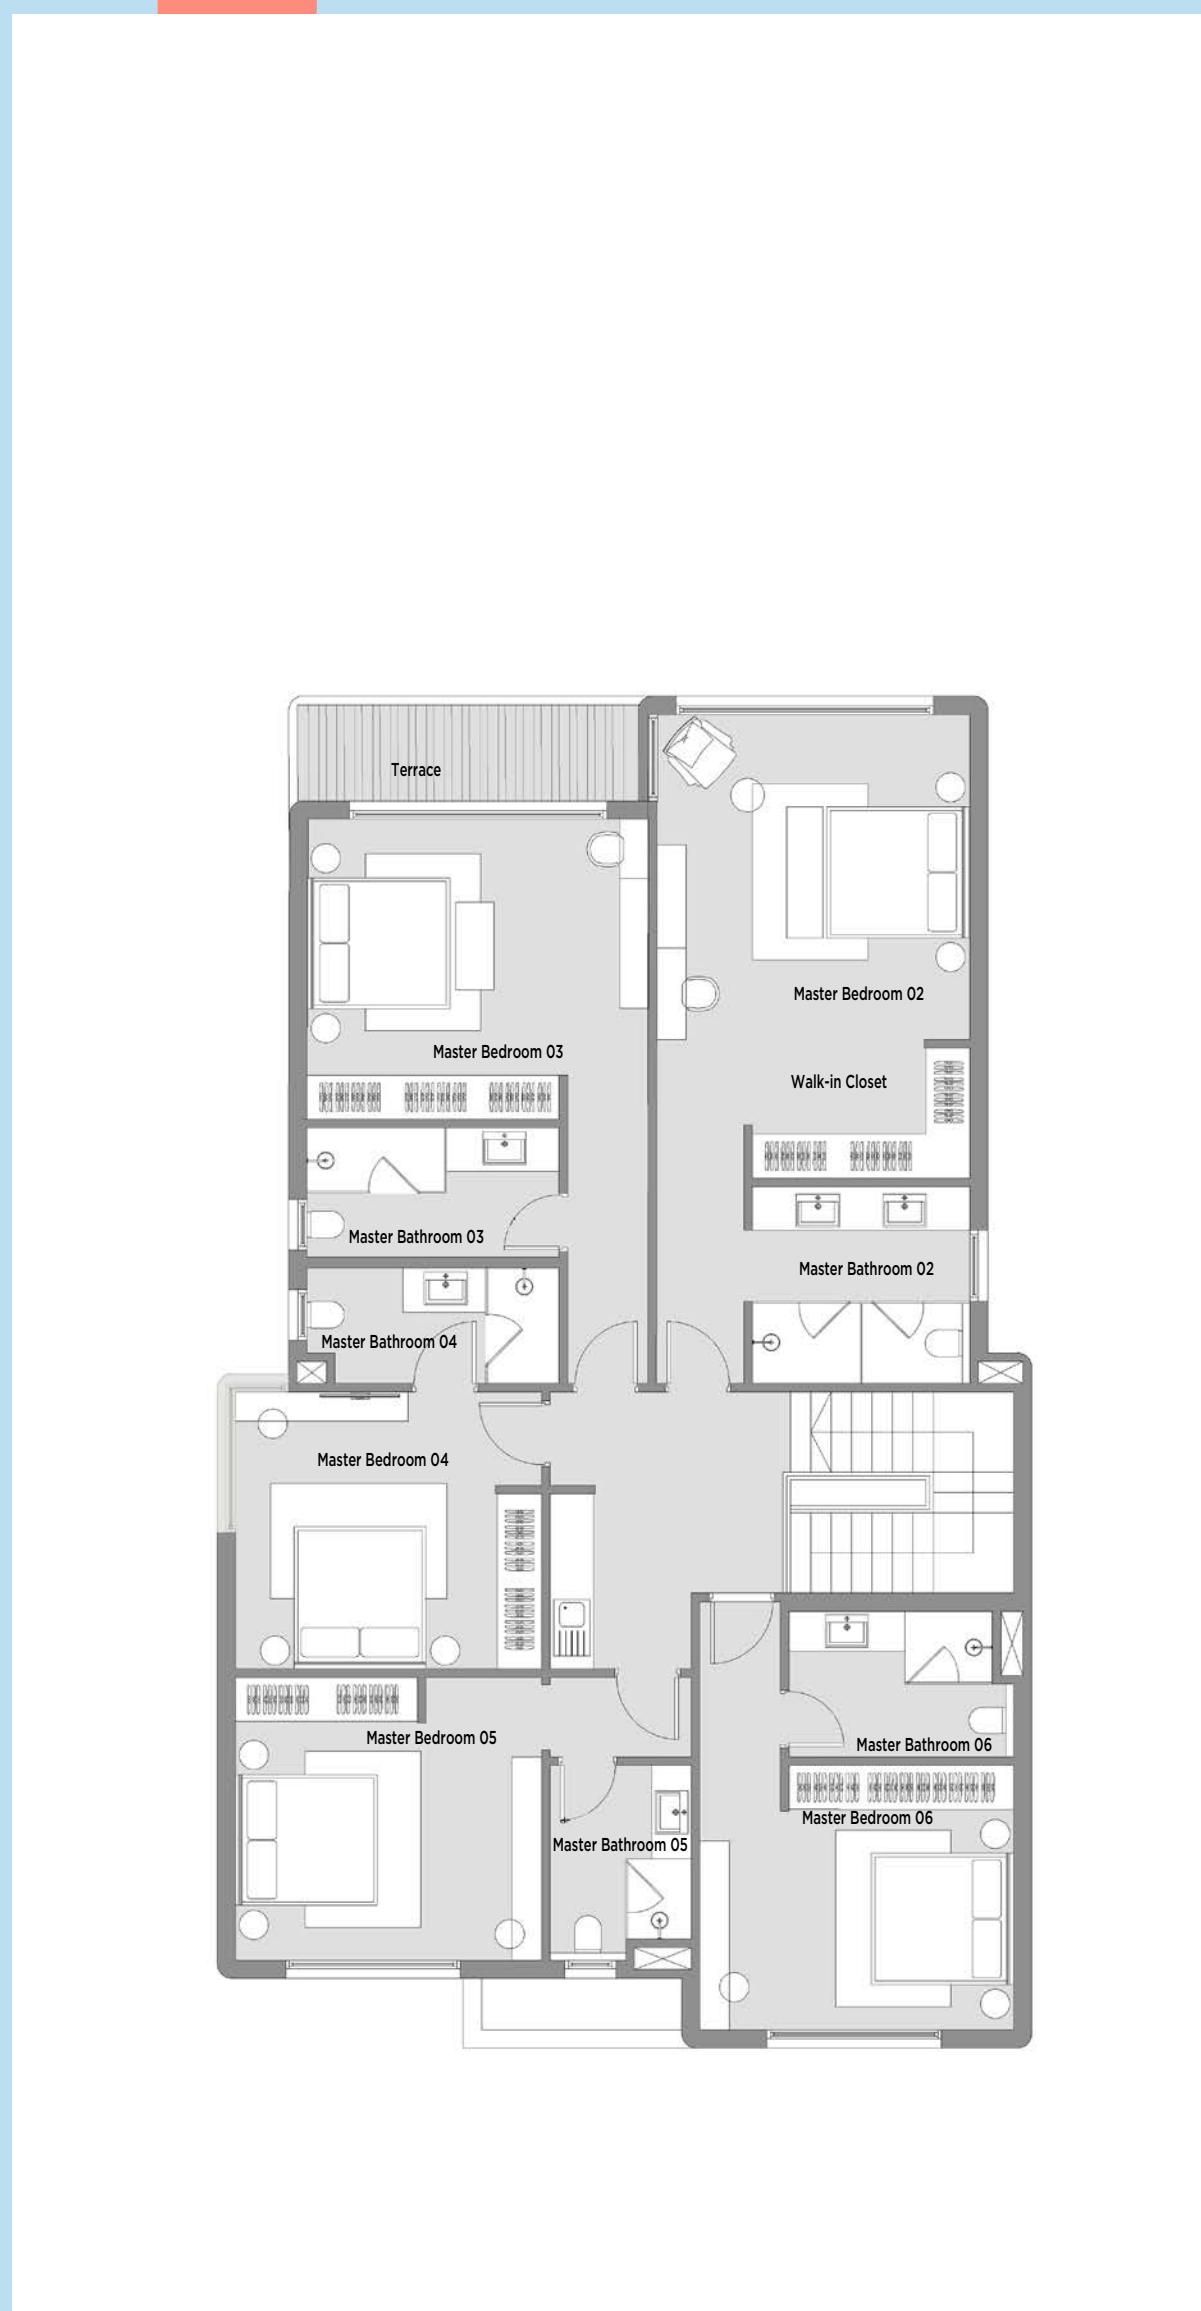 Terrace
Master Bedroom 02
Master Bedroom 03
Walk-in Closet
Master Bathroom 03
Master Bathroom 02
Master Bathroom 04
Master Bedroom 04
Master Bedroom 05
Master Bathroom 06
Master Bedroom 06
Master Bathroom 05